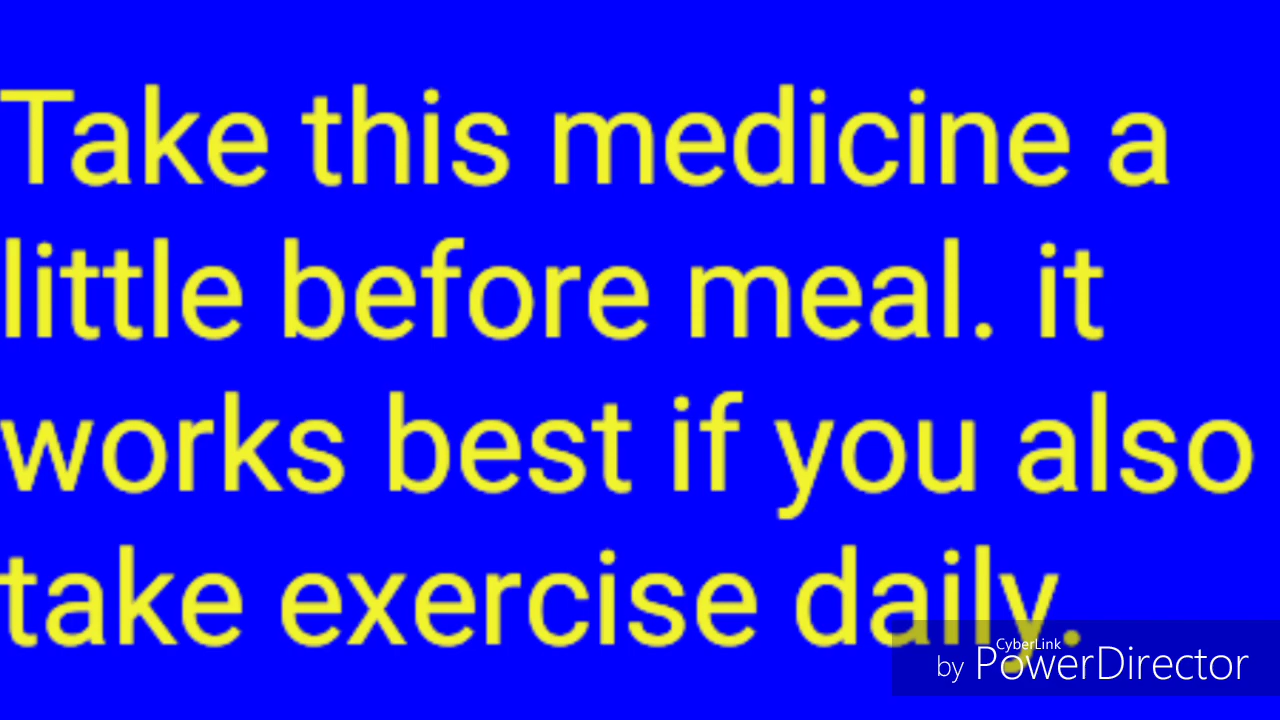 Take this medicine a
little before meal. it
works best if you also
take exercise daily.
CyberLink
by PowerDirector